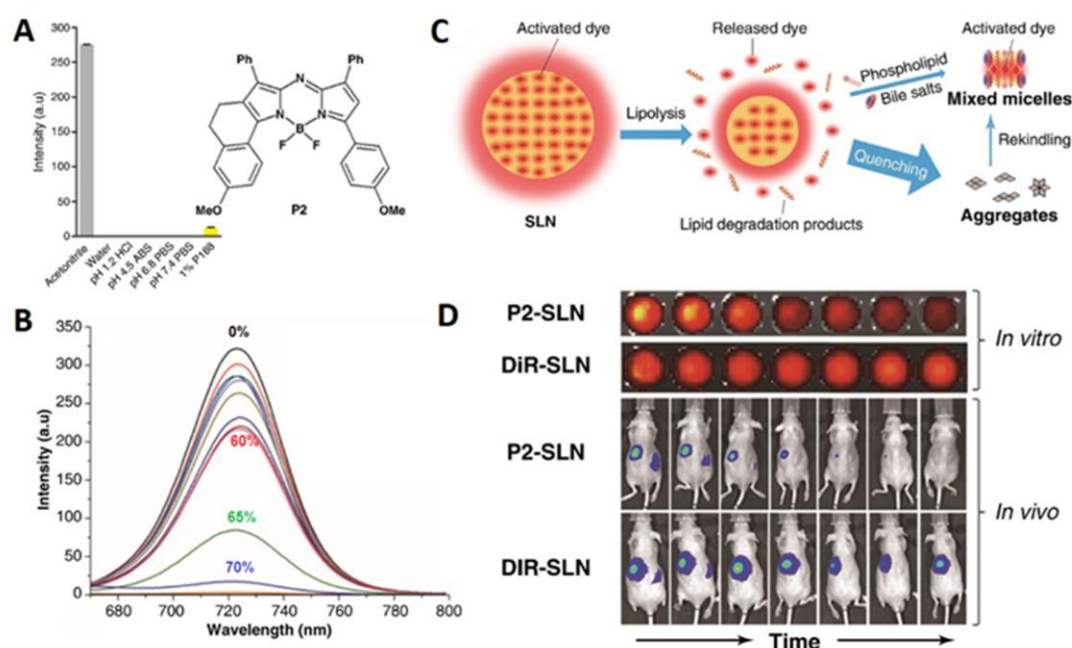 A
300
250
200
150
100
50
0
Intensity (a.u)
Acetonitrile
Water
pH 1.2 HCl
pH 4.5 ABS
pH 6.8 PBS
pH 7.4 PBS
1% P188
Ph
N
Ph
N
N
B
F
F
MeO
P2
OMe
B
350
300
250
200
150
100
50
0
Intensity (a.u)
0%
60%
65%
70%
680
700
720
740
760
780
800
Wavelength (nm)
C
Activated dye
Released dye
Activated dye
Lipolysis
Phospholipid
Bile salts
Mixed micelles
Quenching
Rekindling
SLN
Lipid degradation products
Aggregates
D
P2-SLN
DiR-SLN
In vitro
P2-SLN
DIR-SLN
In vivo
Time